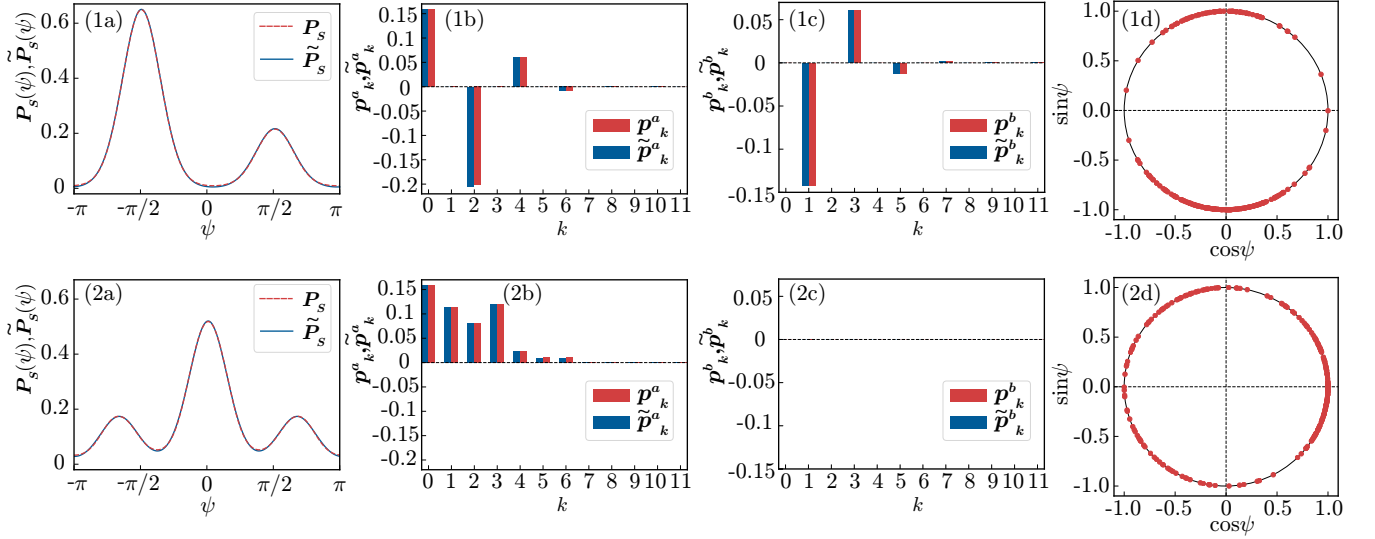 (1a)
P_s(ψ), P̃_s(ψ)
0.6
0.4
0.2
0
-π -π/2 0 π/2 π
ψ
P_s
P̃_s
(1b)
p^a_k, p̃^a_k
0.15
0.10
0.05
0
-0.05
-0.1
-0.15
-0.2
0 1 2 3 4 5 6 7 8 9 10 11
k
p^a_k
p̃^a_k
(1c)
p^b_k, p̃^b_k
0.05
0
-0.05
-0.1
-0.15
0 1 2 3 4 5 6 7 8 9 10 11
k
p^b_k
p̃^b_k
(1d)
sinψ
1.0
0.5
0.0
-0.5
-1.0
-1.0 -0.5 0 0.5 1.0
cosψ
(2a)
P_s(ψ), P̃_s(ψ)
0.6
0.4
0.2
0
-π -π/2 0 π/2 π
ψ
P_s
P̃_s
(2b)
p^a_k, p̃^a_k
0.15
0.10
0.05
0
-0.05
-0.1
-0.15
-0.2
0 1 2 3 4 5 6 7 8 9 10 11
k
p^a_k
p̃^a_k
(2c)
p^b_k, p̃^b_k
0.05
0
-0.05
-0.1
-0.15
0 1 2 3 4 5 6 7 8 9 10 11
k
p^b_k
p̃^b_k
(2d)
sinψ
1.0
0.5
0.0
-0.5
-1.0
-1.0 -0.5 0 0.5 1.0
cosψ